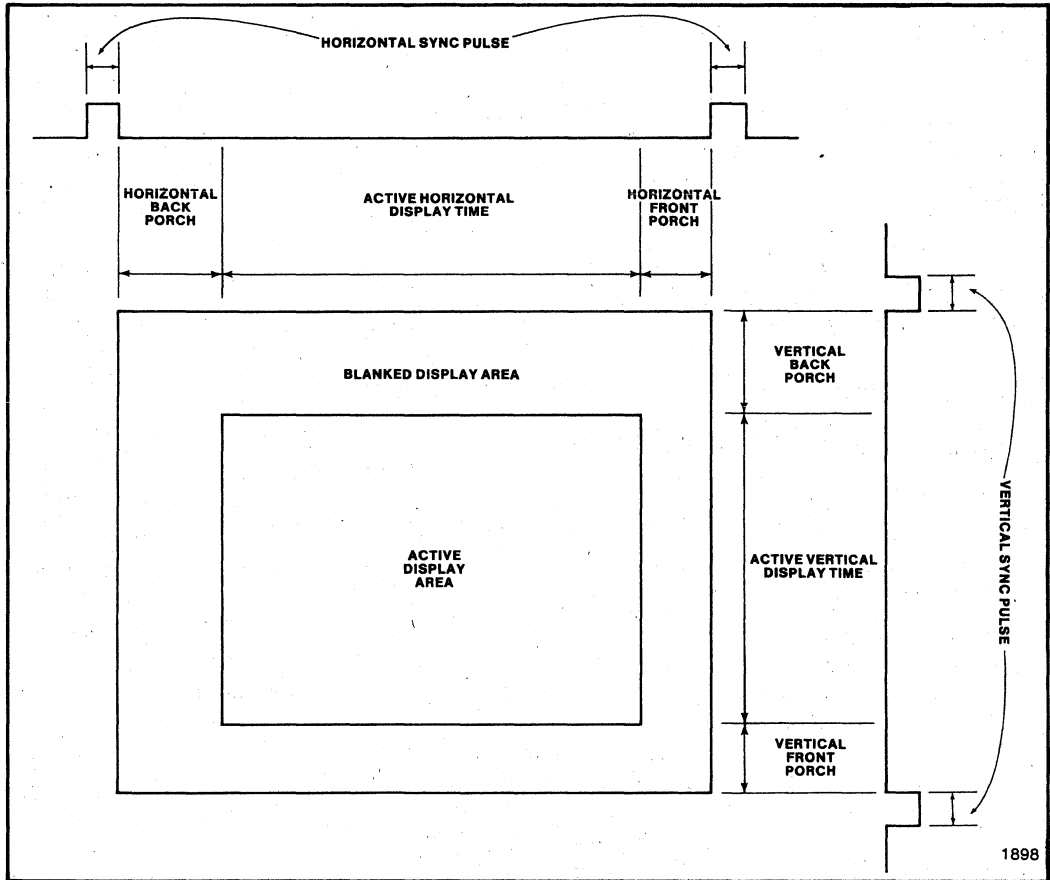 HORIZONTAL SYNC PULSE
HORIZONTAL
BACK
PORCH
ACTIVE HORIZONTAL
DISPLAY TIME
HORIZONTAL
FRONT
PORCH
BLANKED DISPLAY AREA
VERTICAL
BACK
PORCH
ACTIVE
DISPLAY
AREA
ACTIVE VERTICAL
DISPLAY TIME
VERTICAL SYNC PULSE
VERTICAL
FRONT
PORCH
1898